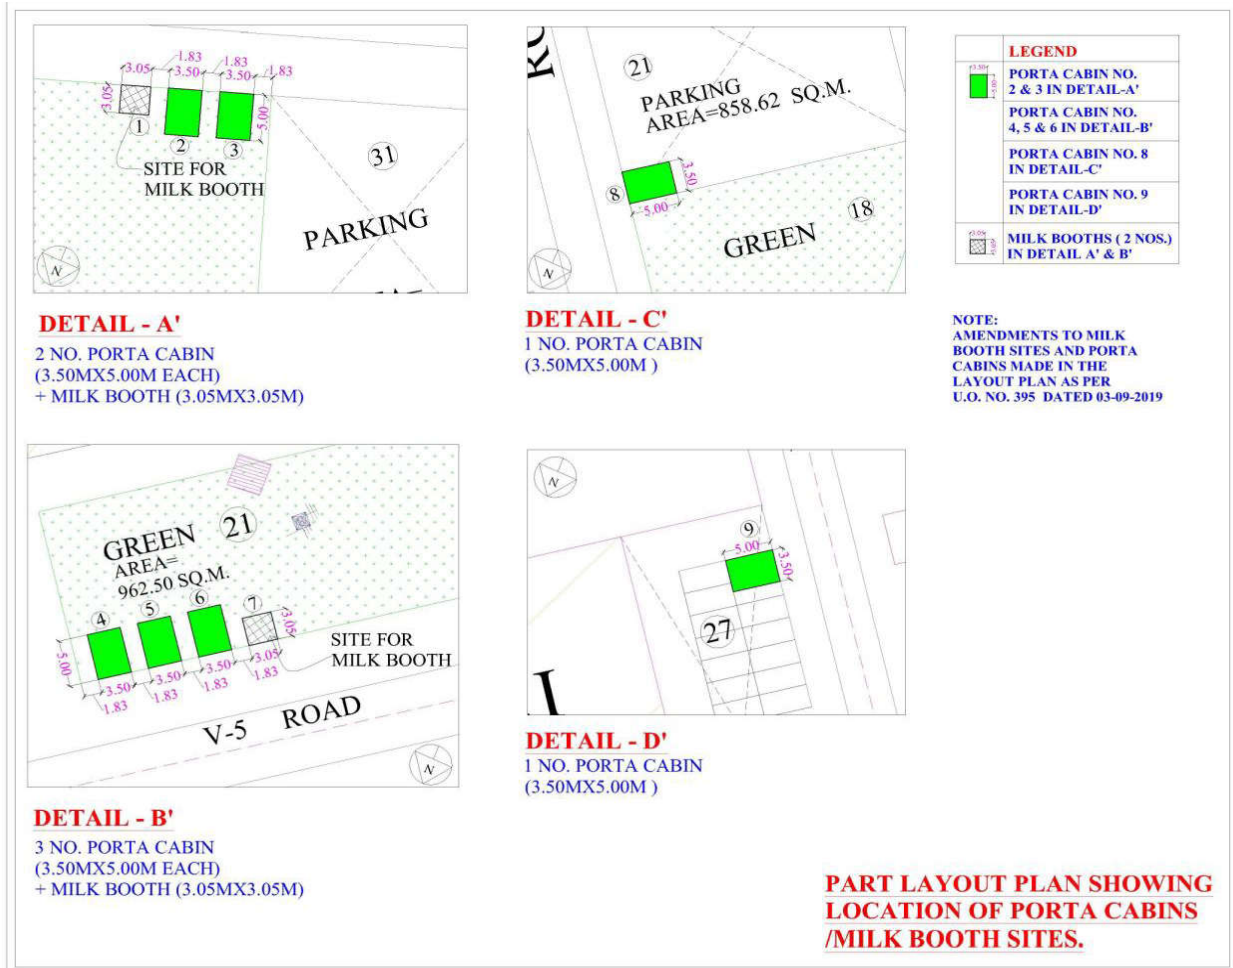 1.83
3.05
3.50
1.83
3.50
1.83
3.05
5.00
1
2
3
SITE FOR
MILK BOOTH
31
PARKING
N
DETAIL - A'
2 NO. PORTA CABIN
(3.50MX5.00M EACH)
+ MILK BOOTH (3.05MX3.05M)
21
PARKING
AREA=858.62 SQ.M.
8
3.50
5.00
18
GREEN
N
DETAIL - C'
1 NO. PORTA CABIN
(3.50MX5.00M )
LEGEND
3.50
5.00
PORTA CABIN NO.
2 & 3 IN DETAIL-A'
PORTA CABIN NO.
4, 5 & 6 IN DETAIL-B'
PORTA CABIN NO. 8
IN DETAIL-C'
PORTA CABIN NO. 9
IN DETAIL-D'
3.05
3.05
MILK BOOTHS ( 2 NOS.)
IN DETAIL A' & B'
NOTE:
AMENDMENTS TO MILK
BOOTH SITES AND PORTA
CABINS MADE IN THE
LAYOUT PLAN AS PER
U.O. NO. 395 DATED 03-09-2019
GREEN 21
AREA=
962.50 SQ.M.
4
5
6
7
5.00
3.05
SITE FOR
MILK BOOTH
3.50
1.83
3.50
1.83
3.50
1.83
3.05
1.83
V-5 ROAD
N
DETAIL - B'
3 NO. PORTA CABIN
(3.50MX5.00M EACH)
+ MILK BOOTH (3.05MX3.05M)
N
9
5.00
3.50
27
DETAIL - D'
1 NO. PORTA CABIN
(3.50MX5.00M )
PART LAYOUT PLAN SHOWING
LOCATION OF PORTA CABINS
/MILK BOOTH SITES.